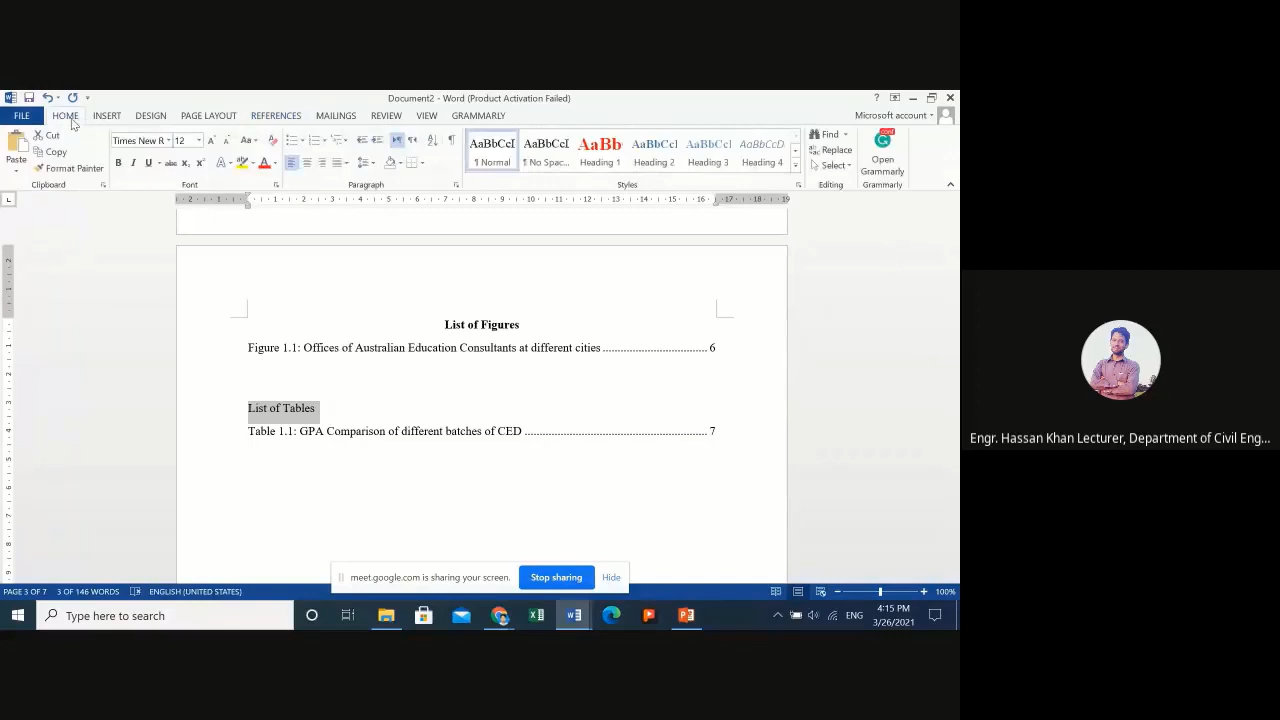 Document2 - Word (Product Activation Failed)
FILE HOME INSERT DESIGN PAGE LAYOUT REFERENCES MAILINGS REVIEW VIEW GRAMMARLY Microsoft account
Paste
Cut
Copy
Format Painter
Clipboard
Times New R 12
Font
Paragraph
AaBbCcI AaBbCcI AaBb AaBbCcI AaBbCcI AaBbCcD
¶ Normal ¶ No Spac... Heading 1 Heading 2 Heading 3 Heading 4
Styles
Find
Replace
Select
Editing
Open
Grammarly
Grammarly
List of Figures
Figure 1.1: Offices of Australian Education Consultants at different cities .................................. 6
List of Tables
Table 1.1: GPA Comparison of different batches of CED ............................................................ 7
meet.google.com is sharing your screen. Stop sharing Hide
PAGE 3 OF 7 3 OF 146 WORDS ENGLISH (UNITED STATES) 100%
Type here to search
ENG
4:15 PM
3/26/2021
Engr. Hassan Khan Lecturer, Department of Civil Eng...